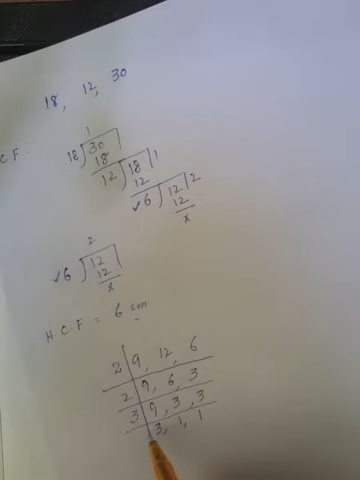 18, 12, 30
C.F.
1
18 30 1
18
12 18 2
12
✓6 12
12
x
2
✓6 12
12
x
H.C.F = 6 cm
2 9, 12, 6
2 9, 6, 3
3 9, 3, 3
3, 1, 1